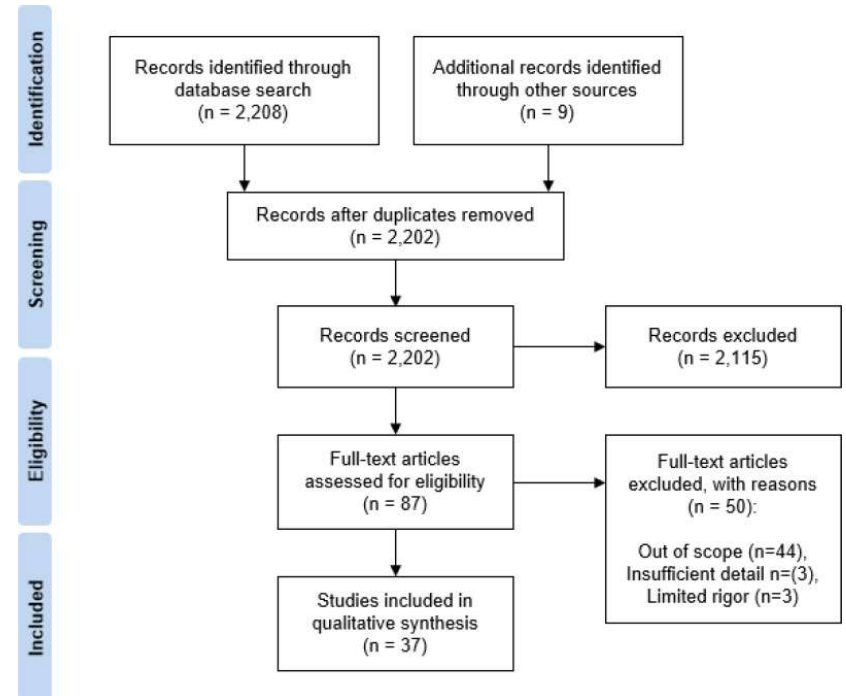 Identification
Records identified through
database search
(n = 2,208)
Additional records identified
through other sources
(n = 9)
Screening
Records after duplicates removed
(n = 2,202)
Records screened
(n = 2,202)
Records excluded
(n = 2,115)
Eligibility
Full-text articles
assessed for eligibility
(n = 87)
Full-text articles
excluded, with reasons
(n = 50):
Out of scope (n=44),
Insufficient detail n=(3),
Limited rigor (n=3)
Included
Studies included in
qualitative synthesis
(n = 37)